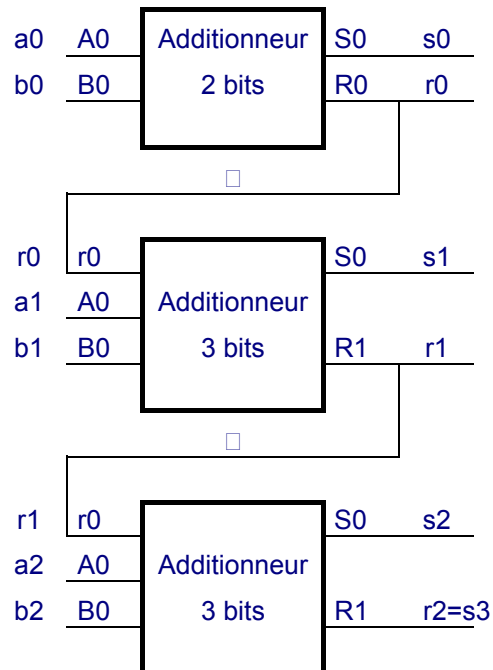 a0 A0 Additionneur S0 s0
b0 B0 2 bits R0 r0
r0 r0 S0 s1
a1 A0 Additionneur
b1 B0 3 bits R1 r1
r1 r0 S0 s2
a2 A0 Additionneur
b2 B0 3 bits R1 r2=s3